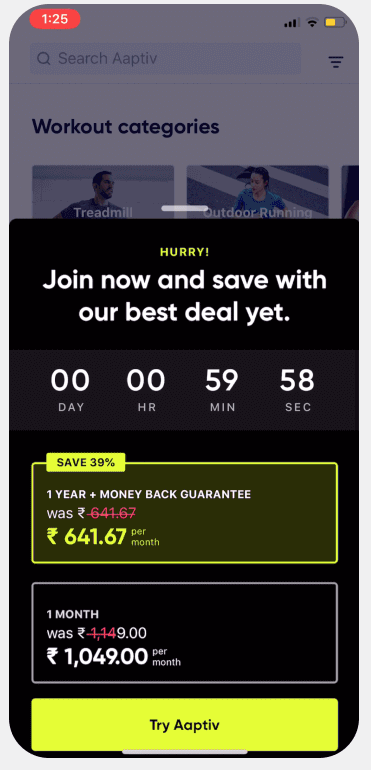 1:25
Search Aaptiv
Workout categories
Treadmill
Outdoor Running
HURRY!
Join now and save with
our best deal yet.
00 00 59 58
DAY HR MIN SEC
SAVE 39%
1 YEAR + MONEY BACK GUARANTEE
was ₹ 641.67
₹ 641.67 per
month
1 MONTH
was ₹ 1,149.00
₹ 1,049.00 per
month
Try Aaptiv